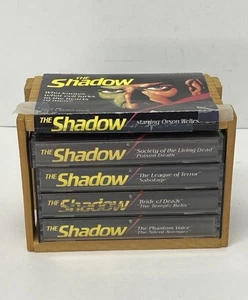 THE
Shadow
Who knows
what evil lurks
in the hearts
of men?
THE Shadow starring Orson Welles
THE Shadow Society of the Living Dead
Poison Death
THE Shadow The League of Terror
Sabotage
THE Shadow Bride of Death
The Temple Bells
THE Shadow The Phantom Voice
The Silent Avenger